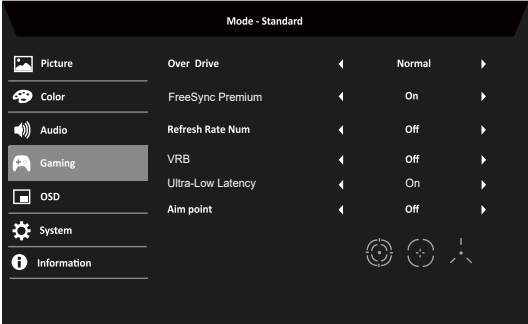 Mode - Standard
Picture
Over Drive Normal
Color
FreeSync Premium On
Audio
Refresh Rate Num Off
Gaming
VRB Off
Ultra-Low Latency On
OSD
Aim point Off
System
Information